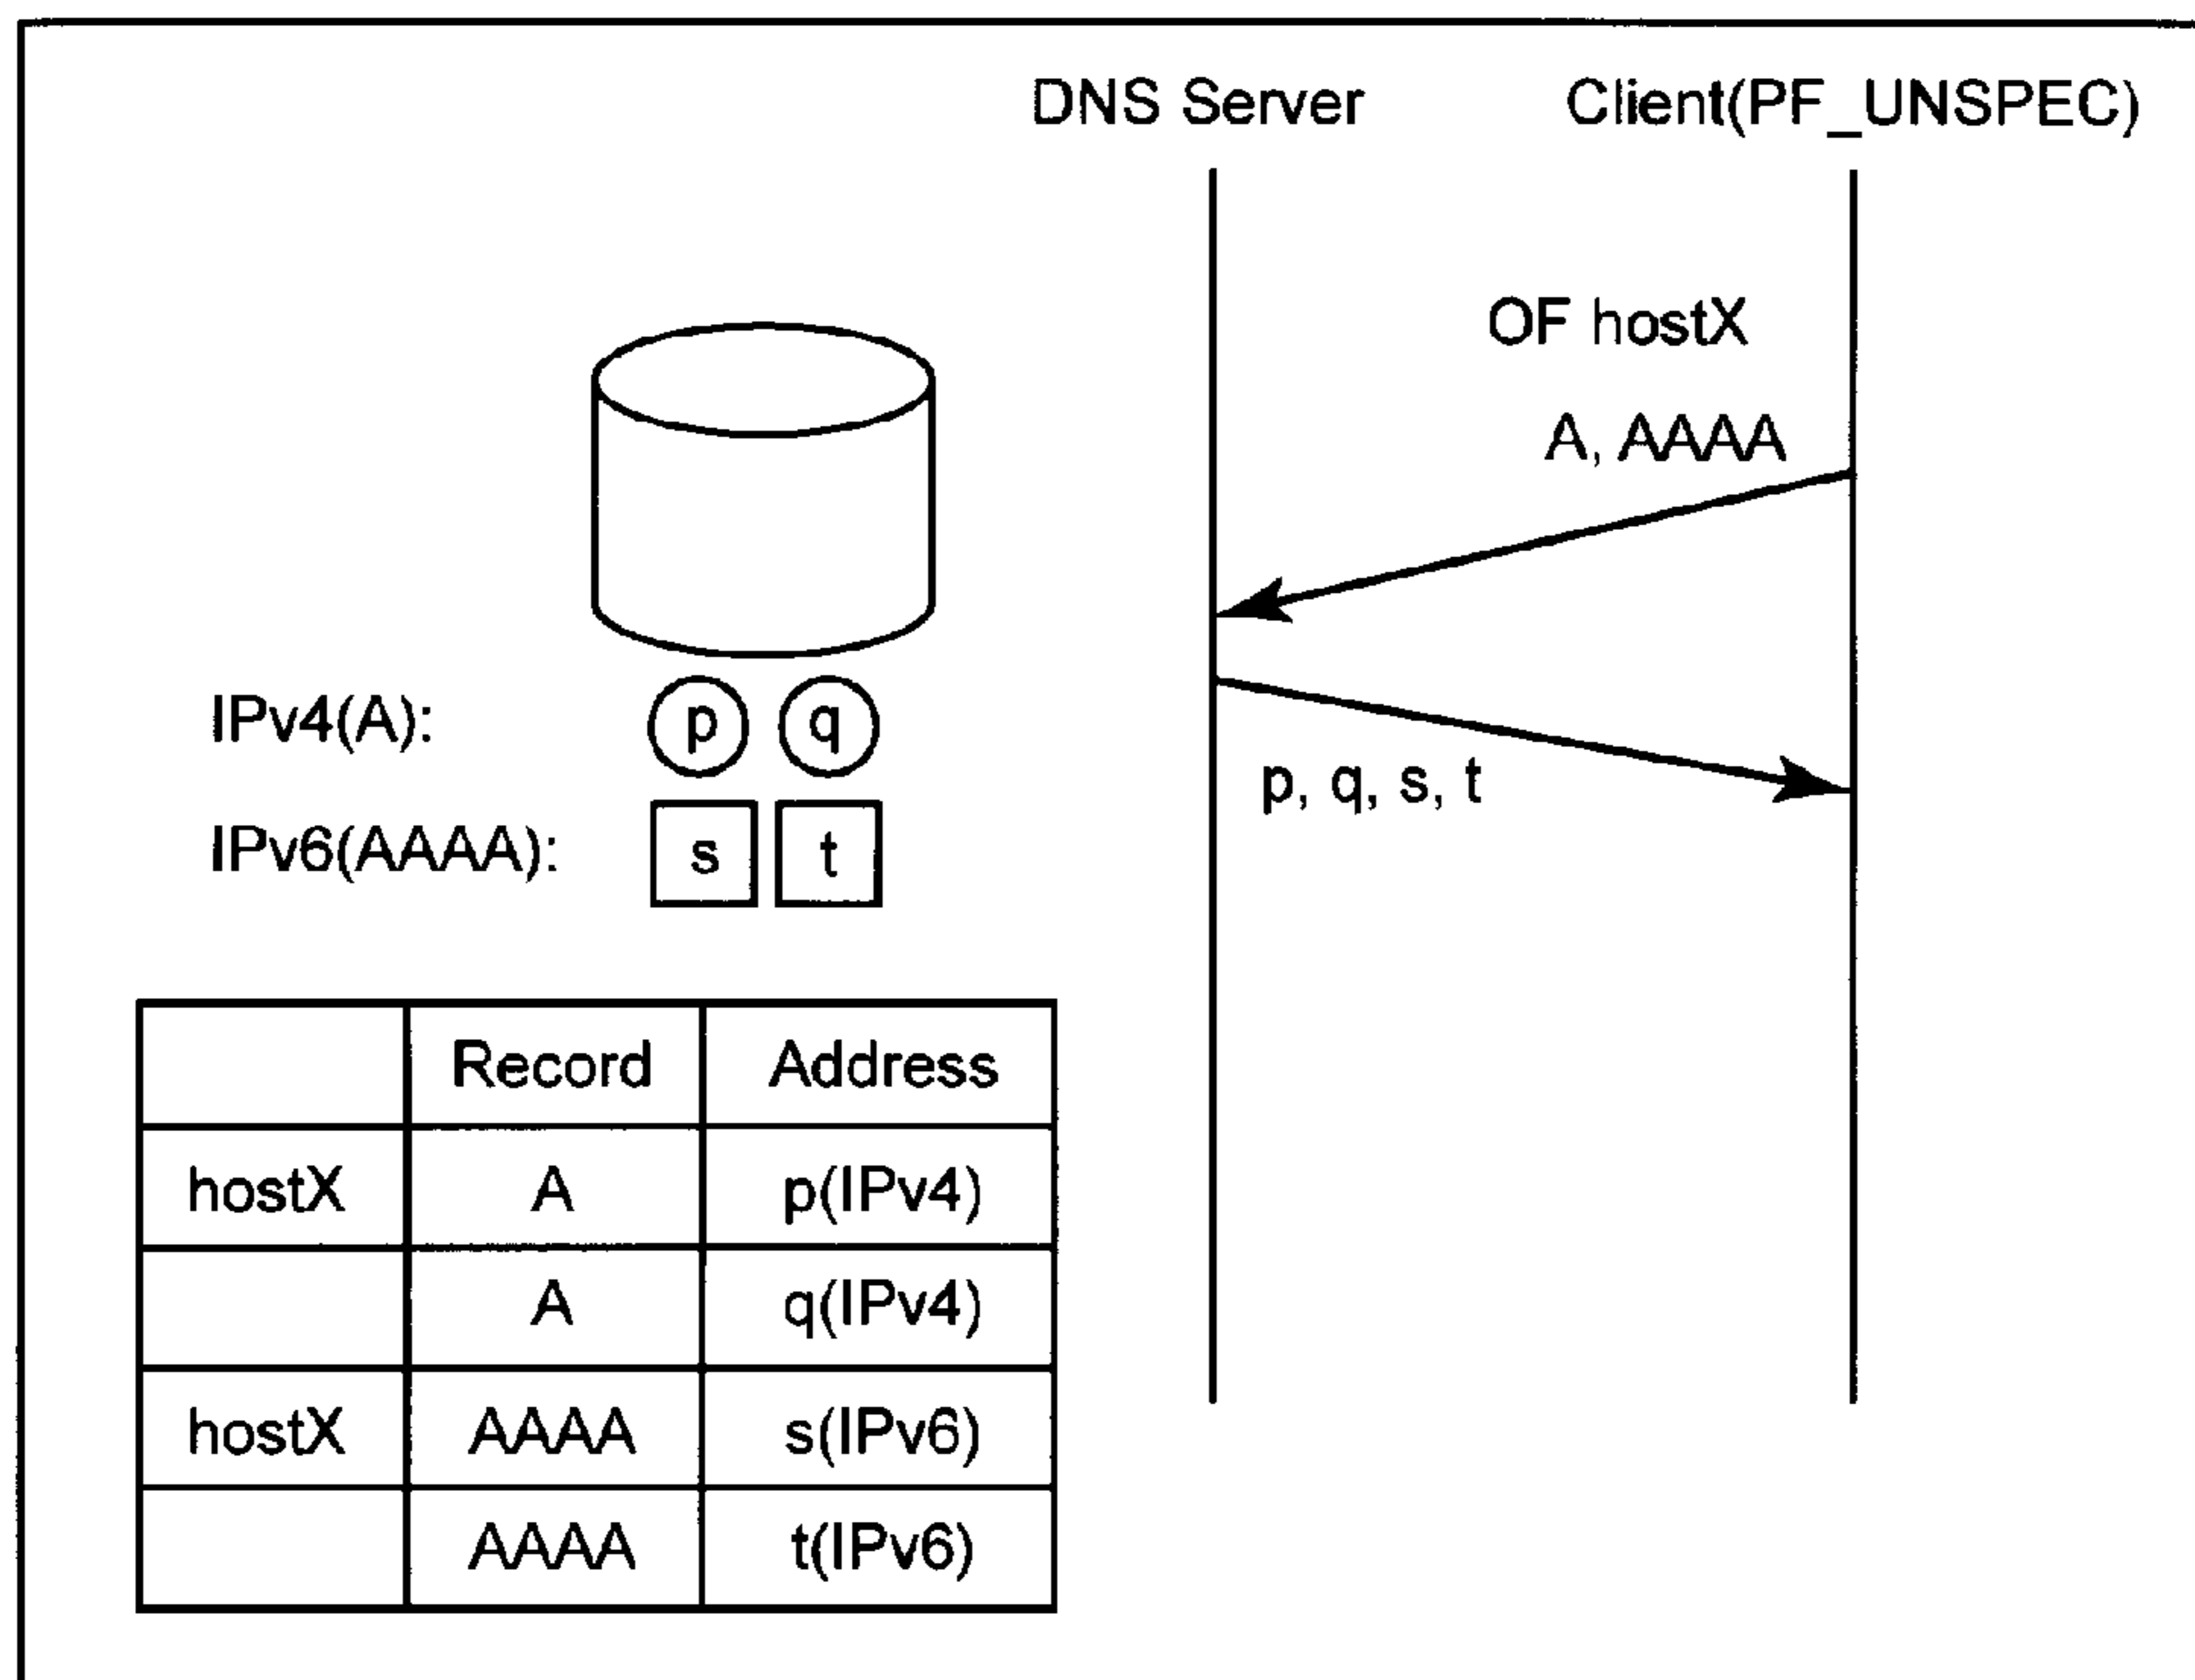 DNS Server Client(PF_UNSPEC)
OF hostX
A, AAAA
IPv4(A): p q
p, q, s, t
IPv6(AAAA): s t
Record Address
hostX A p(IPv4)
A q(IPv4)
hostX AAAA s(IPv6)
AAAA t(IPv6)